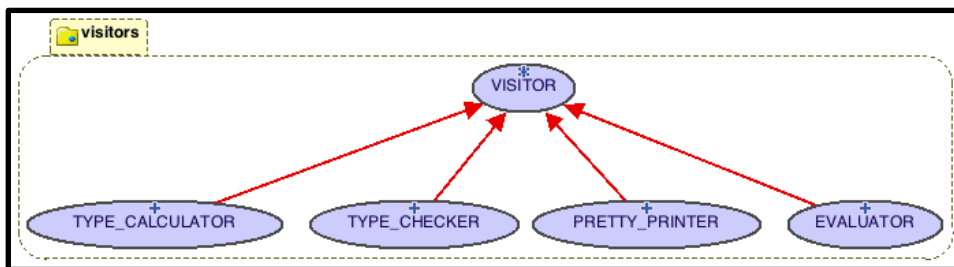 visitors
*
VISITOR
+ + + +
TYPE_CALCULATOR TYPE_CHECKER PRETTY_PRINTER EVALUATOR